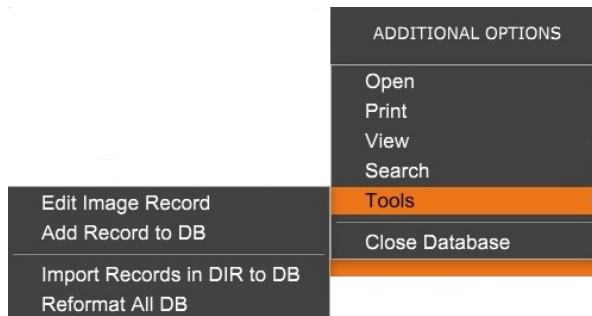 ADDITIONAL OPTIONS
Open
Print
View
Search
Tools
Close Database
Edit Image Record
Add Record to DB
Import Records in DIR to DB
Reformat All DB